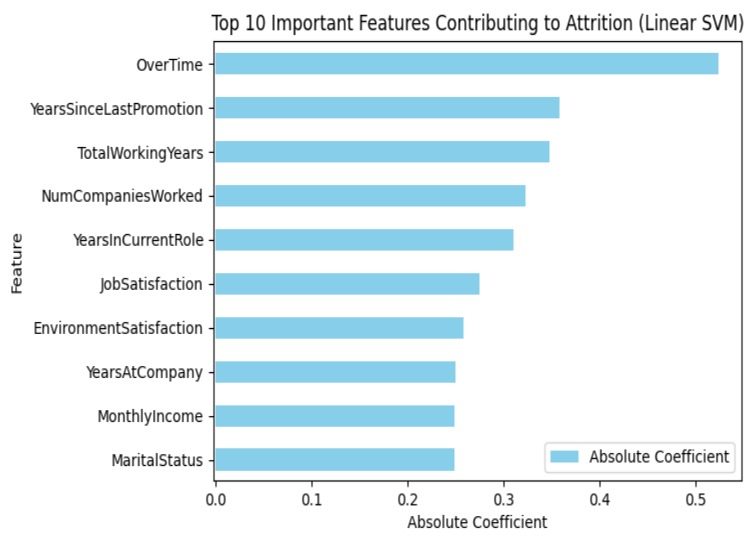 Top 10 Important Features Contributing to Attrition (Linear SVM)
OverTime
YearsSinceLastPromotion
TotalWorkingYears
NumCompaniesWorked
YearsInCurrentRole
JobSatisfaction
EnvironmentSatisfaction
YearsAtCompany
MonthlyIncome
MaritalStatus
Feature
Absolute Coefficient
0.0 0.1 0.2 0.3 0.4 0.5
Absolute Coefficient